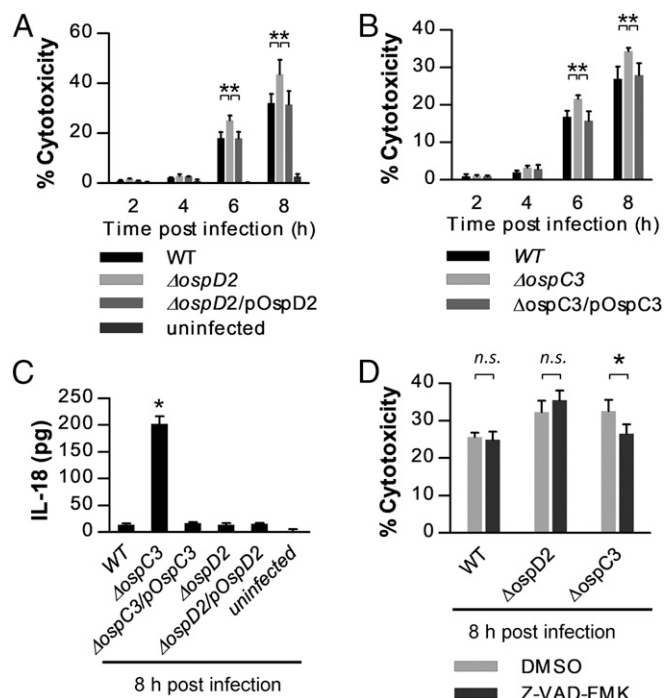 A
% Cytotoxicity
60
40
20
0
** **
2 4 6 8
Time post infection (h)
WT
ΔospD2
ΔospD2/pOspD2
uninfected
B
% Cytotoxicity
40
30
20
10
0
** **
2 4 6 8
Time post infection (h)
WT
ΔospC3
ΔospC3/pOspC3
C
IL-18 (pg)
250
200
150
100
50
0
*
WT
ΔospC3
ΔospC3/pOspC3
ΔospD2
ΔospD2/pOspD2
uninfected
8 h post infection
D
% Cytotoxicity
40
30
20
10
0
n.s. n.s. *
WT
ΔospD2
ΔospC3
8 h post infection
DMSO
Z-VAD-FMK